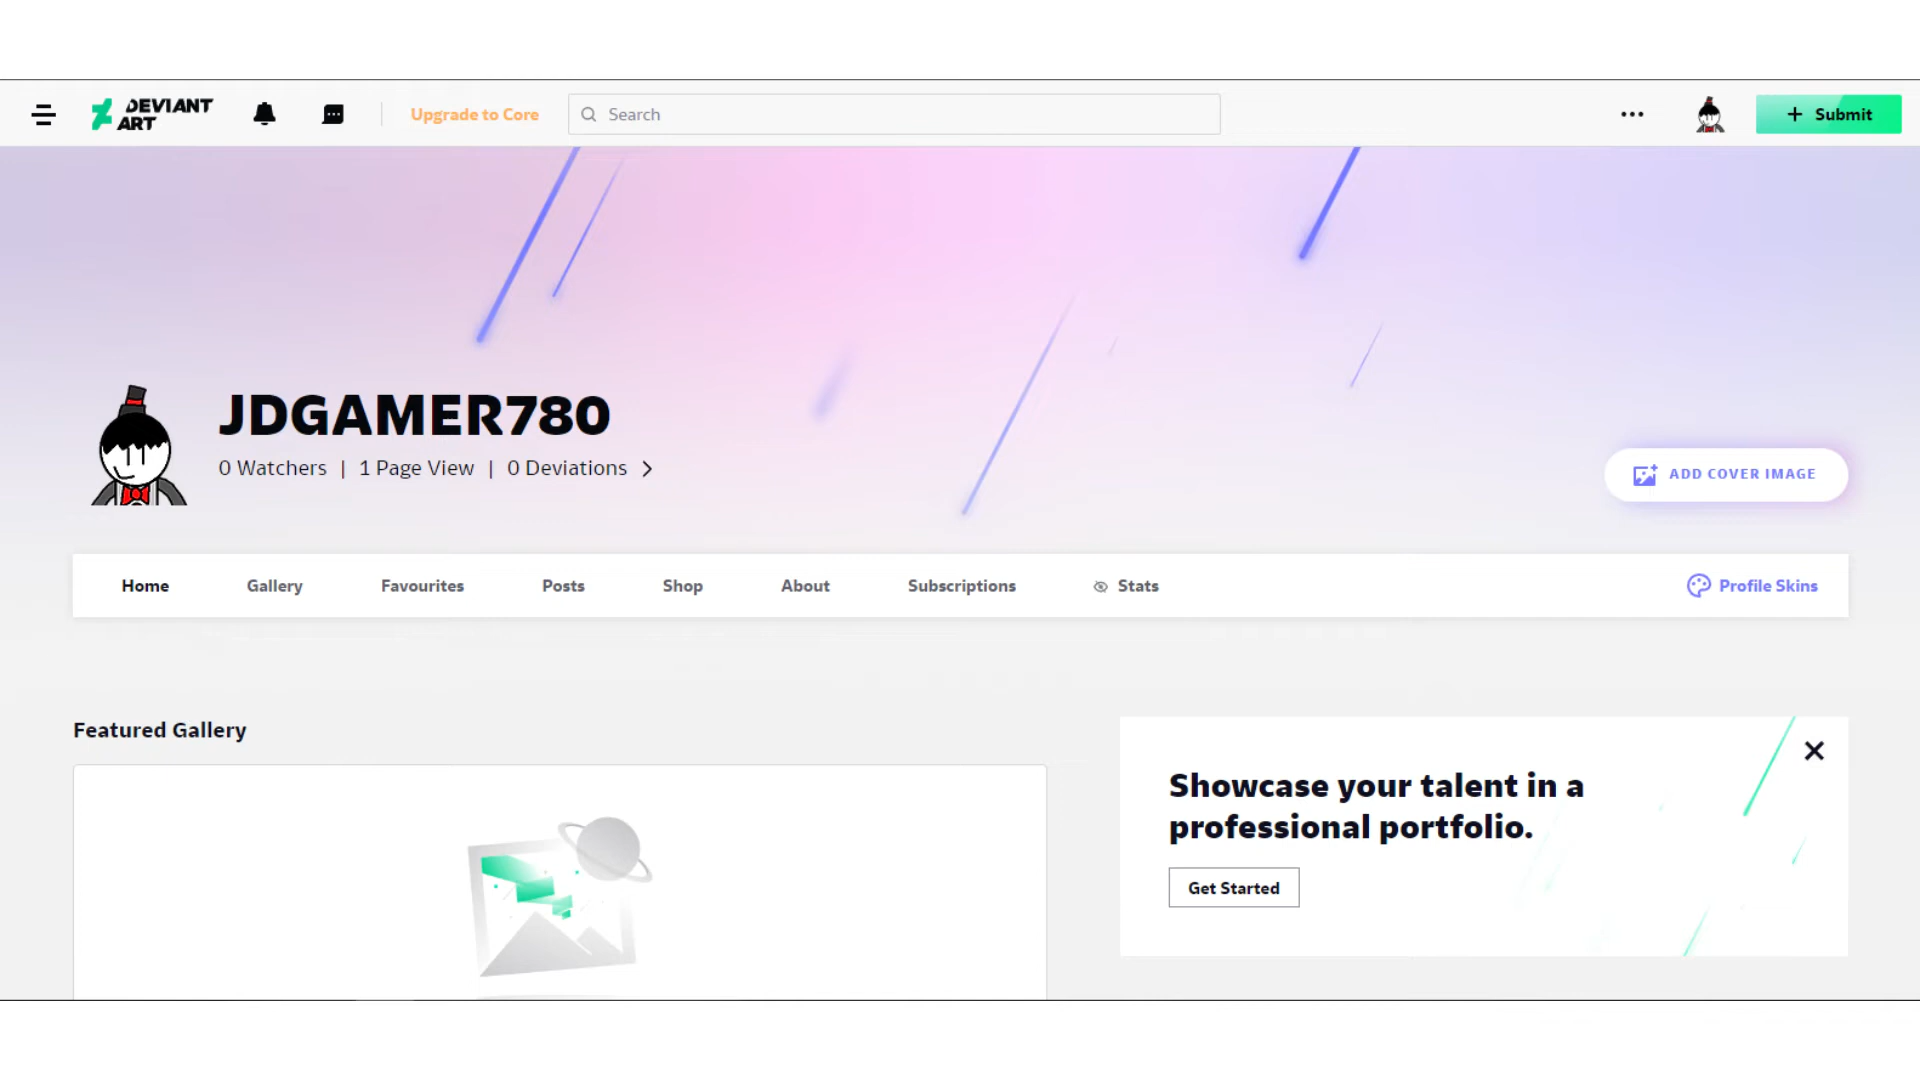 DEVIANT
ART
Upgrade to Core
Search
Submit
JDGAMER780
0 Watchers | 1 Page View | 0 Deviations
ADD COVER IMAGE
Home Gallery Favourites Posts Shop About Subscriptions Stats Profile Skins
Featured Gallery
Showcase your talent in a
professional portfolio.
Get Started